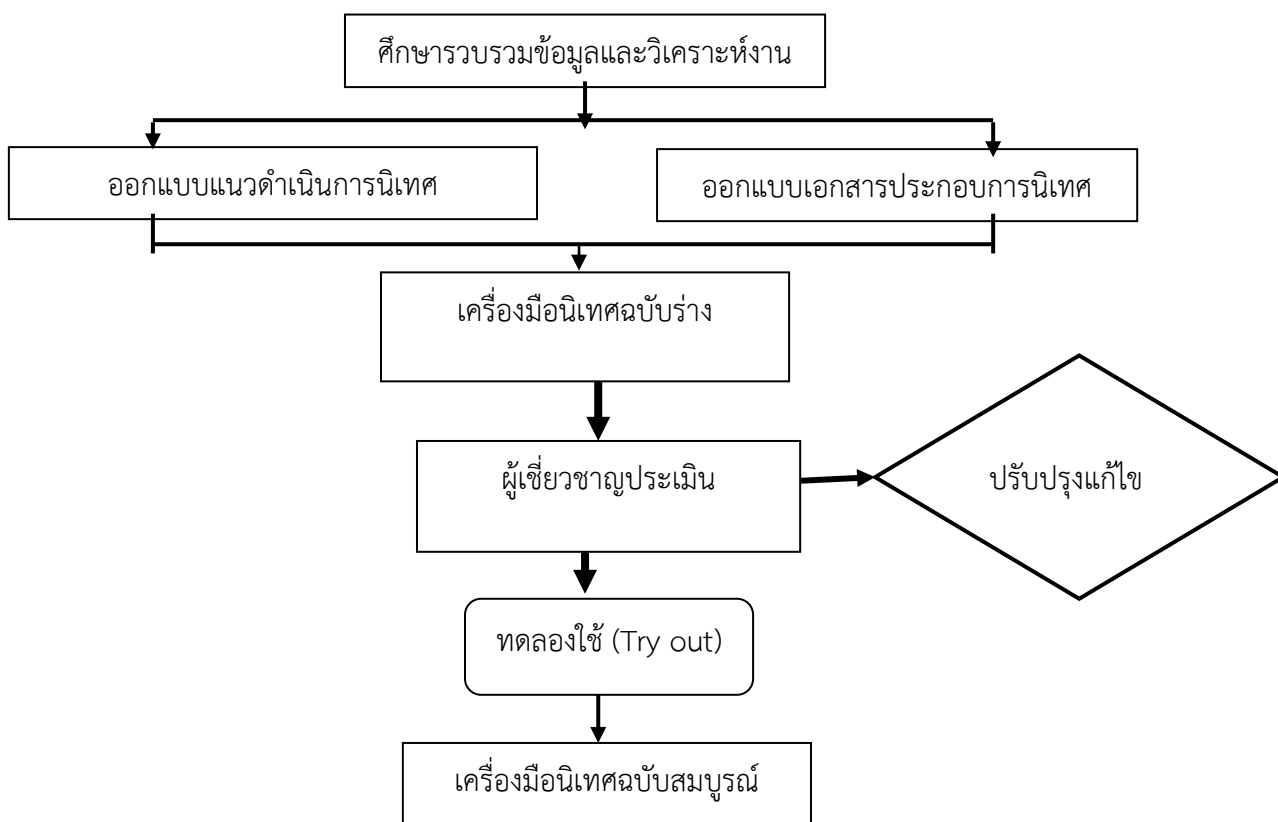 ศึกษารวบรวมข้อมูลและวิเคราะห์งาน
ออกแบบแนวดำเนินการนิเทศ
ออกแบบเอกสารประกอบการนิเทศ
เครื่องมือนิเทศฉบับร่าง
ผู้เชี่ยวชาญประเมิน
ปรับปรุงแก้ไข
ทดลองใช้ (Try out)
เครื่องมือนิเทศฉบับสมบูรณ์